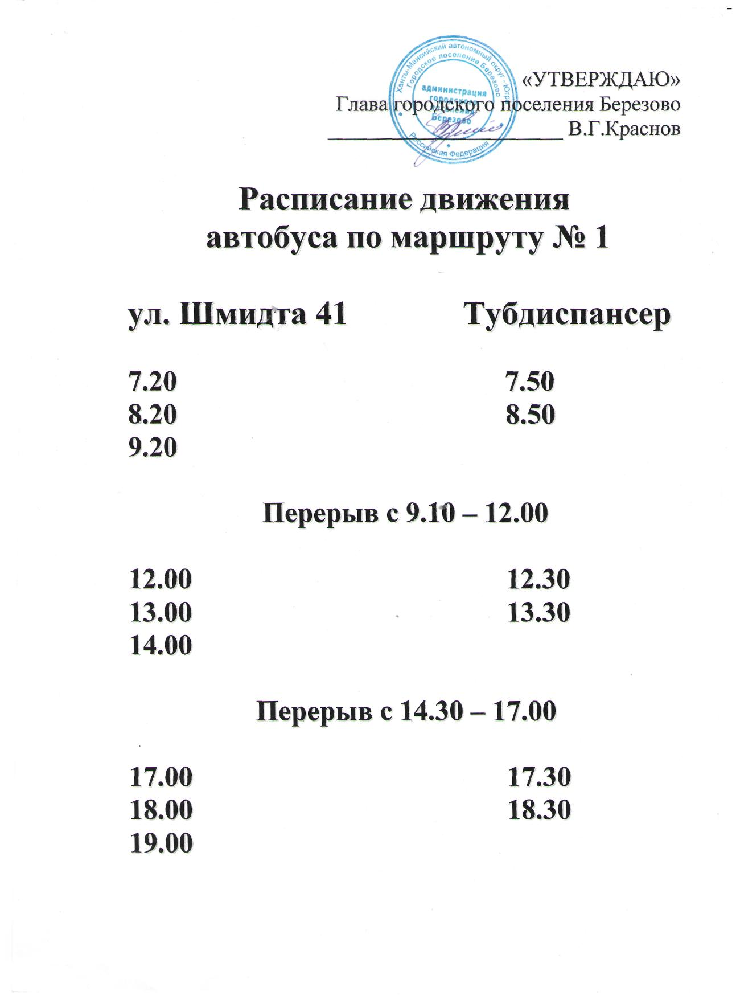 Ханты-Мансийский автономный округ - Югра
Городское поселение Березово
администрация
городского
поселения
Березово
Российская Федерация
«УТВЕРЖДАЮ»
Глава городского поселения Березово
В.Г.Краснов
Расписание движения
автобуса по маршруту № 1
ул. Шмидта 41 Тубдиспансер
7.20 7.50
8.20 8.50
9.20
Перерыв с 9.10 – 12.00
12.00 12.30
13.00 13.30
14.00
Перерыв с 14.30 – 17.00
17.00 17.30
18.00 18.30
19.00